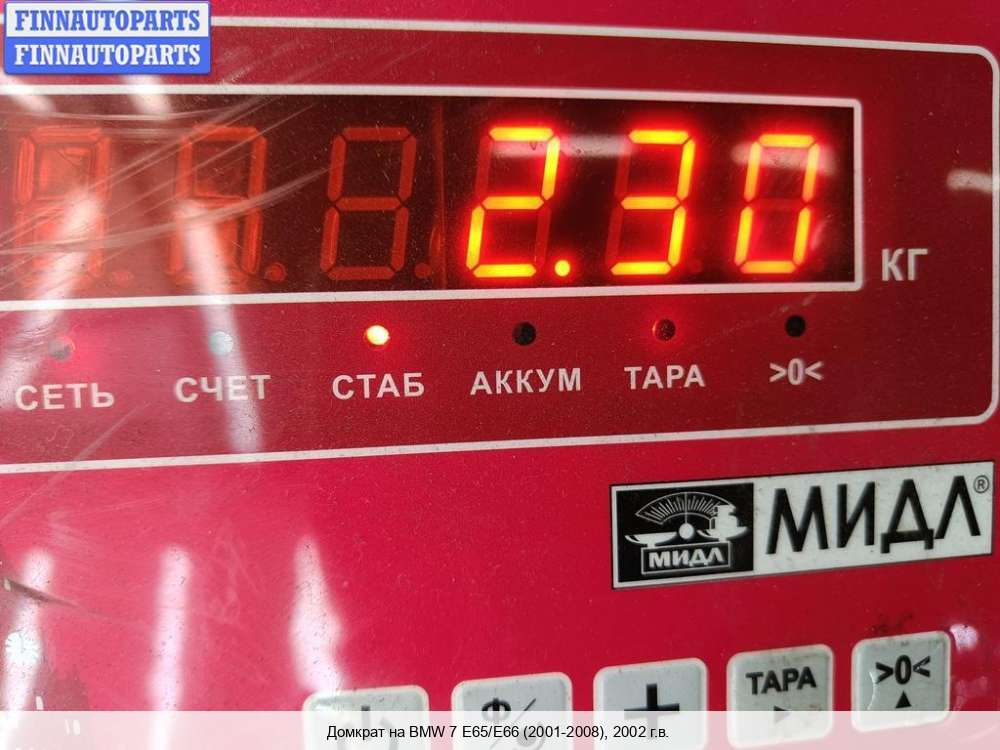 FINNAUTOPARTS
FINNAUTOPARTS
2.30
КГ
СЕТЬ СЧЕТ СТАБ АККУМ ТАРА >0<
МИДЛ®
МИДЛ
ТАРА >0<
Домкрат на BMW 7 E65/E66 (2001-2008), 2002 г.в.